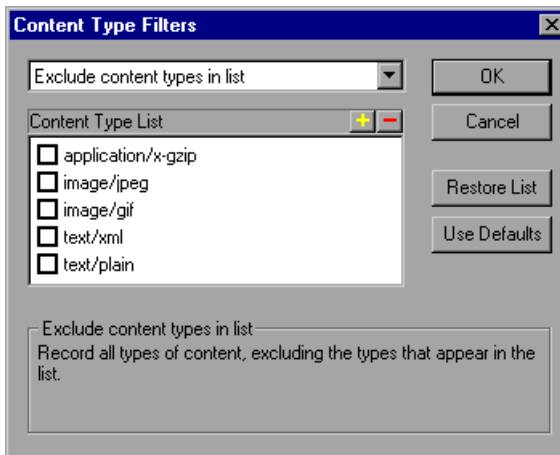 Content Type Filters
Exclude content types in list
OK
Content Type List
Cancel
application/x-gzip
image/jpeg
image/gif
text/xml
text/plain
Restore List
Use Defaults
Exclude content types in list
Record all types of content, excluding the types that appear in the
list.